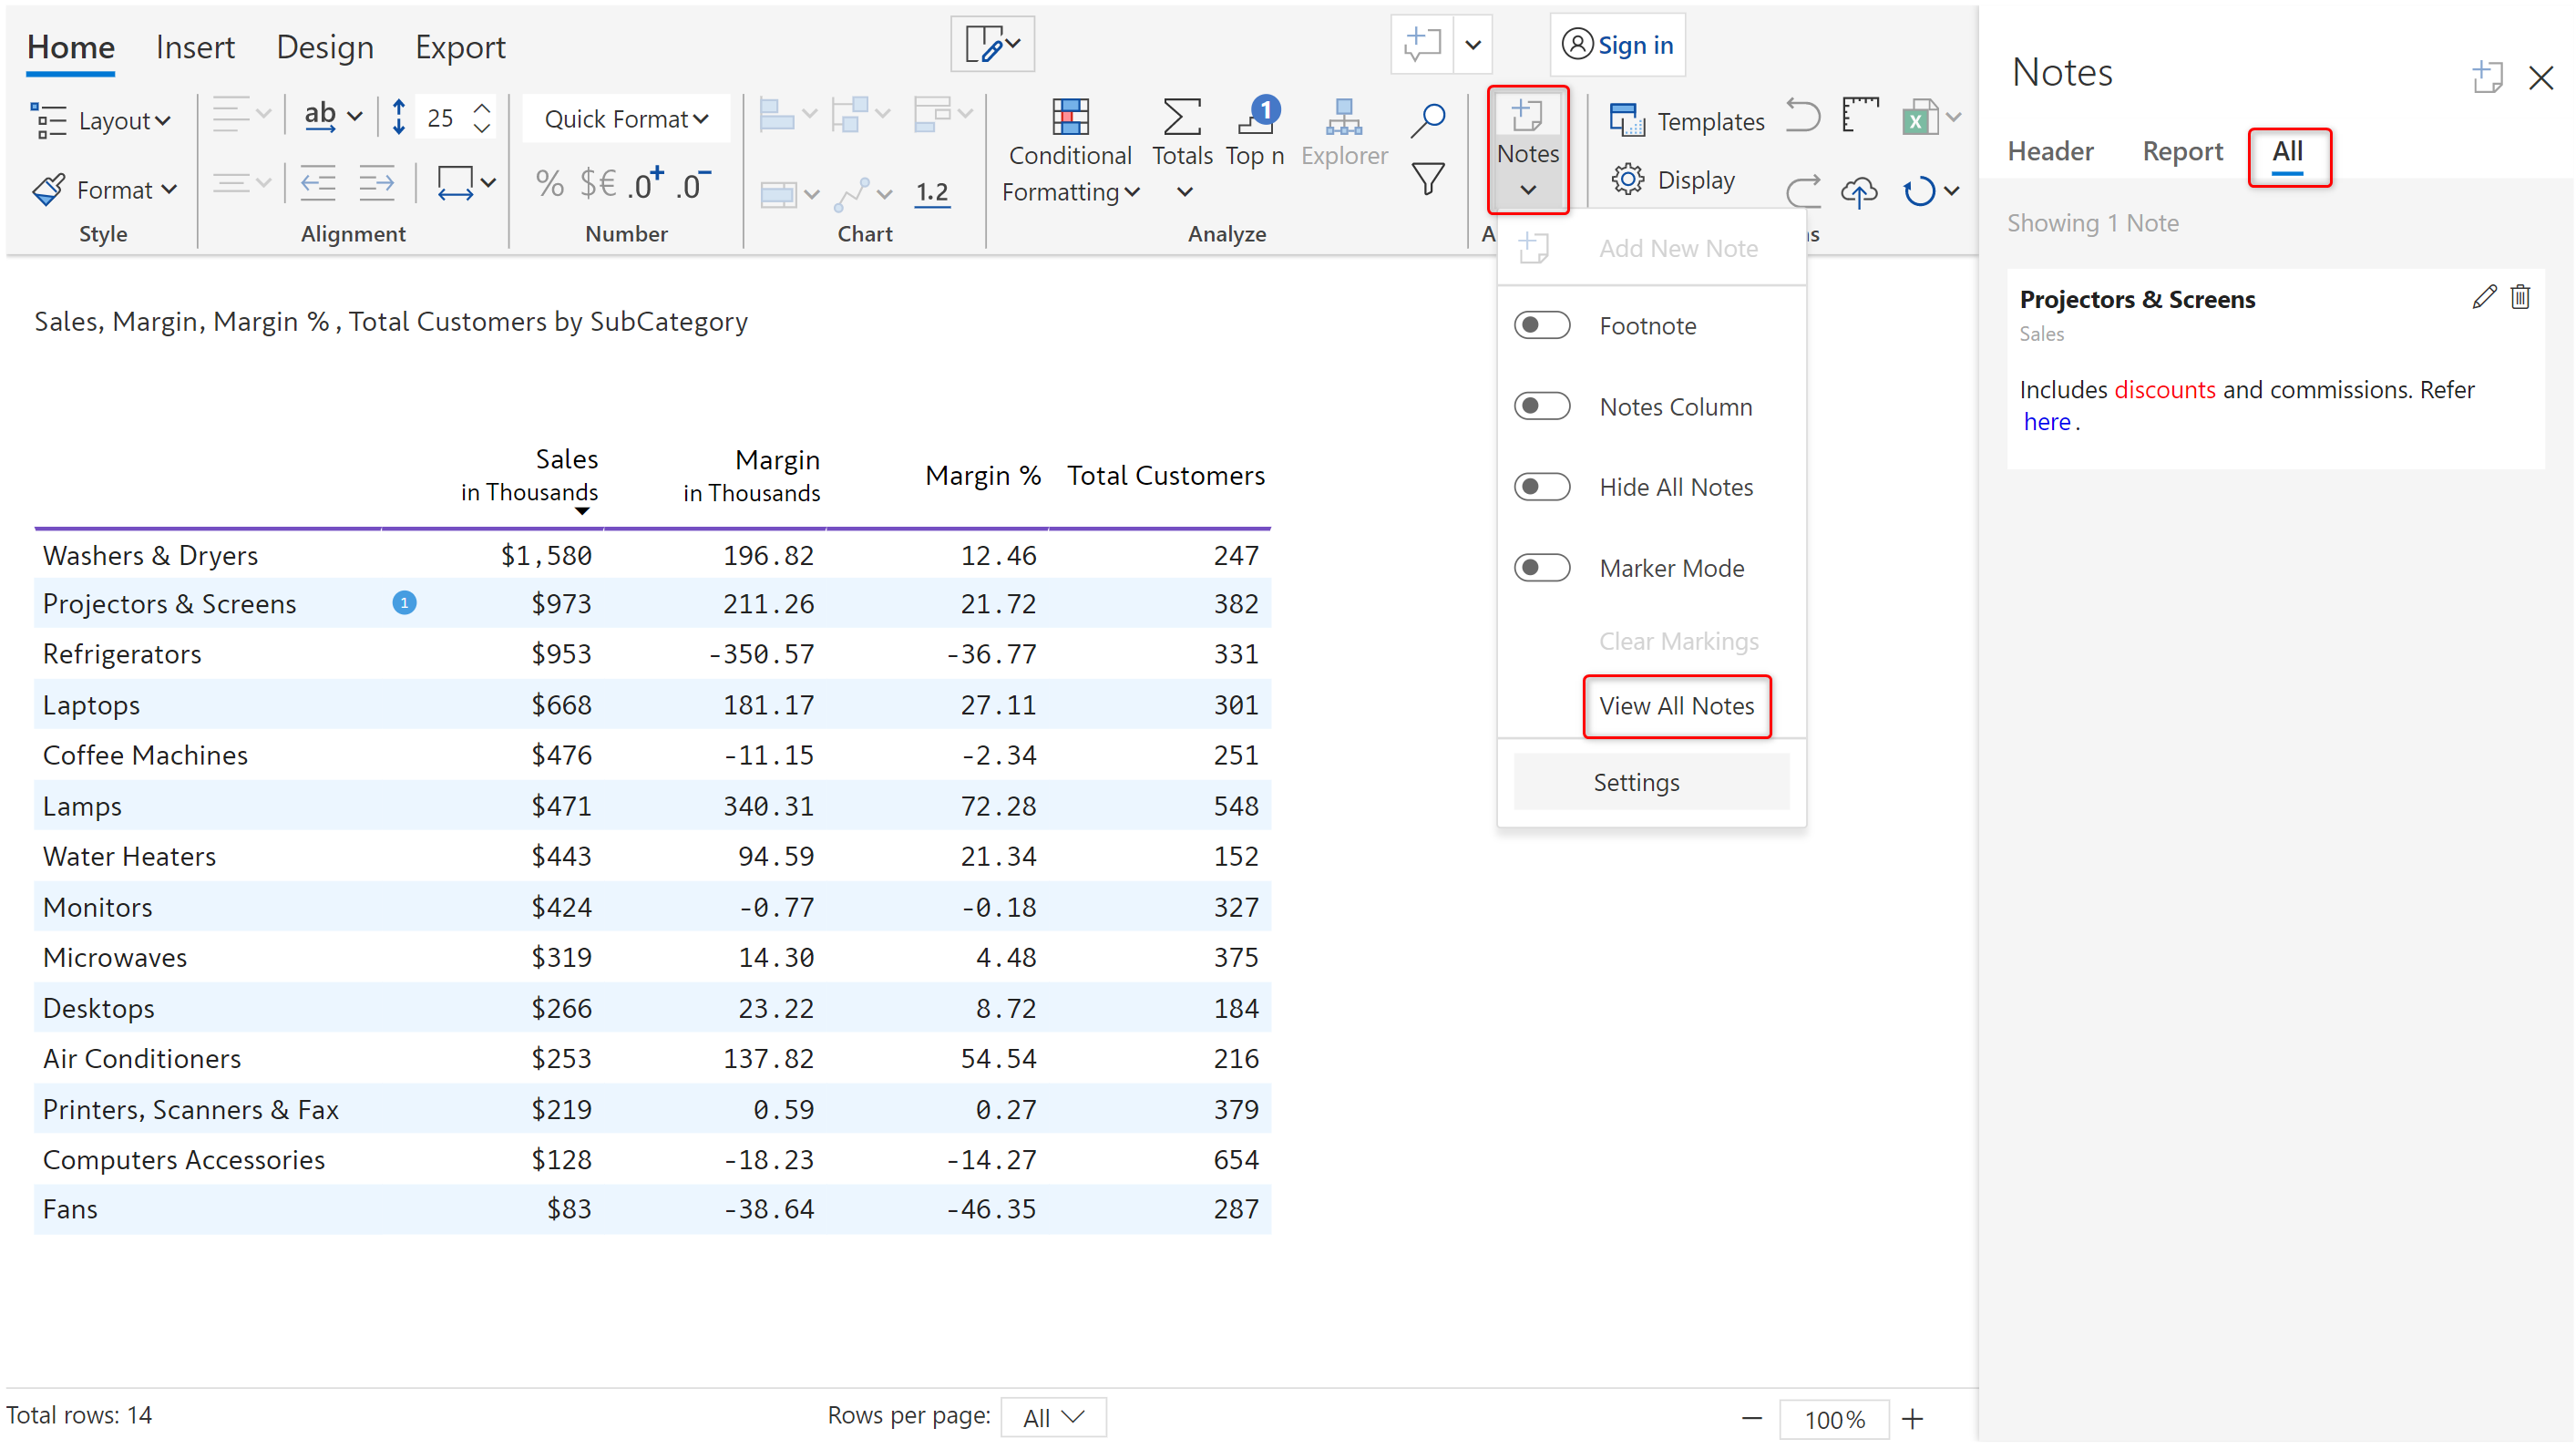 Home Insert Design Export
Sign in
Layout
ab
25
Quick Format
Conditional
Formatting
Totals
Top n
1
Explorer
Notes
Templates
Format
% $€ .0+ .0-
1.2
Display
Style Alignment Number Chart Analyze
A
ns
Add New Note
Footnote
Notes Column
Hide All Notes
Marker Mode
Clear Markings
View All Notes
Settings
Sales, Margin, Margin % , Total Customers by SubCategory
Sales
in Thousands
Margin
in Thousands
Margin % Total Customers
Washers & Dryers $1,580 196.82 12.46 247
Projectors & Screens 1 $973 211.26 21.72 382
Refrigerators $953 -350.57 -36.77 331
Laptops $668 181.17 27.11 301
Coffee Machines $476 -11.15 -2.34 251
Lamps $471 340.31 72.28 548
Water Heaters $443 94.59 21.34 152
Monitors $424 -0.77 -0.18 327
Microwaves $319 14.30 4.48 375
Desktops $266 23.22 8.72 184
Air Conditioners $253 137.82 54.54 216
Printers, Scanners & Fax $219 0.59 0.27 379
Computers Accessories $128 -18.23 -14.27 654
Fans $83 -38.64 -46.35 287
Total rows: 14
Rows per page: All
100%
Notes
Header Report All
Showing 1 Note
Projectors & Screens
Sales
Includes discounts and commissions. Refer
here .